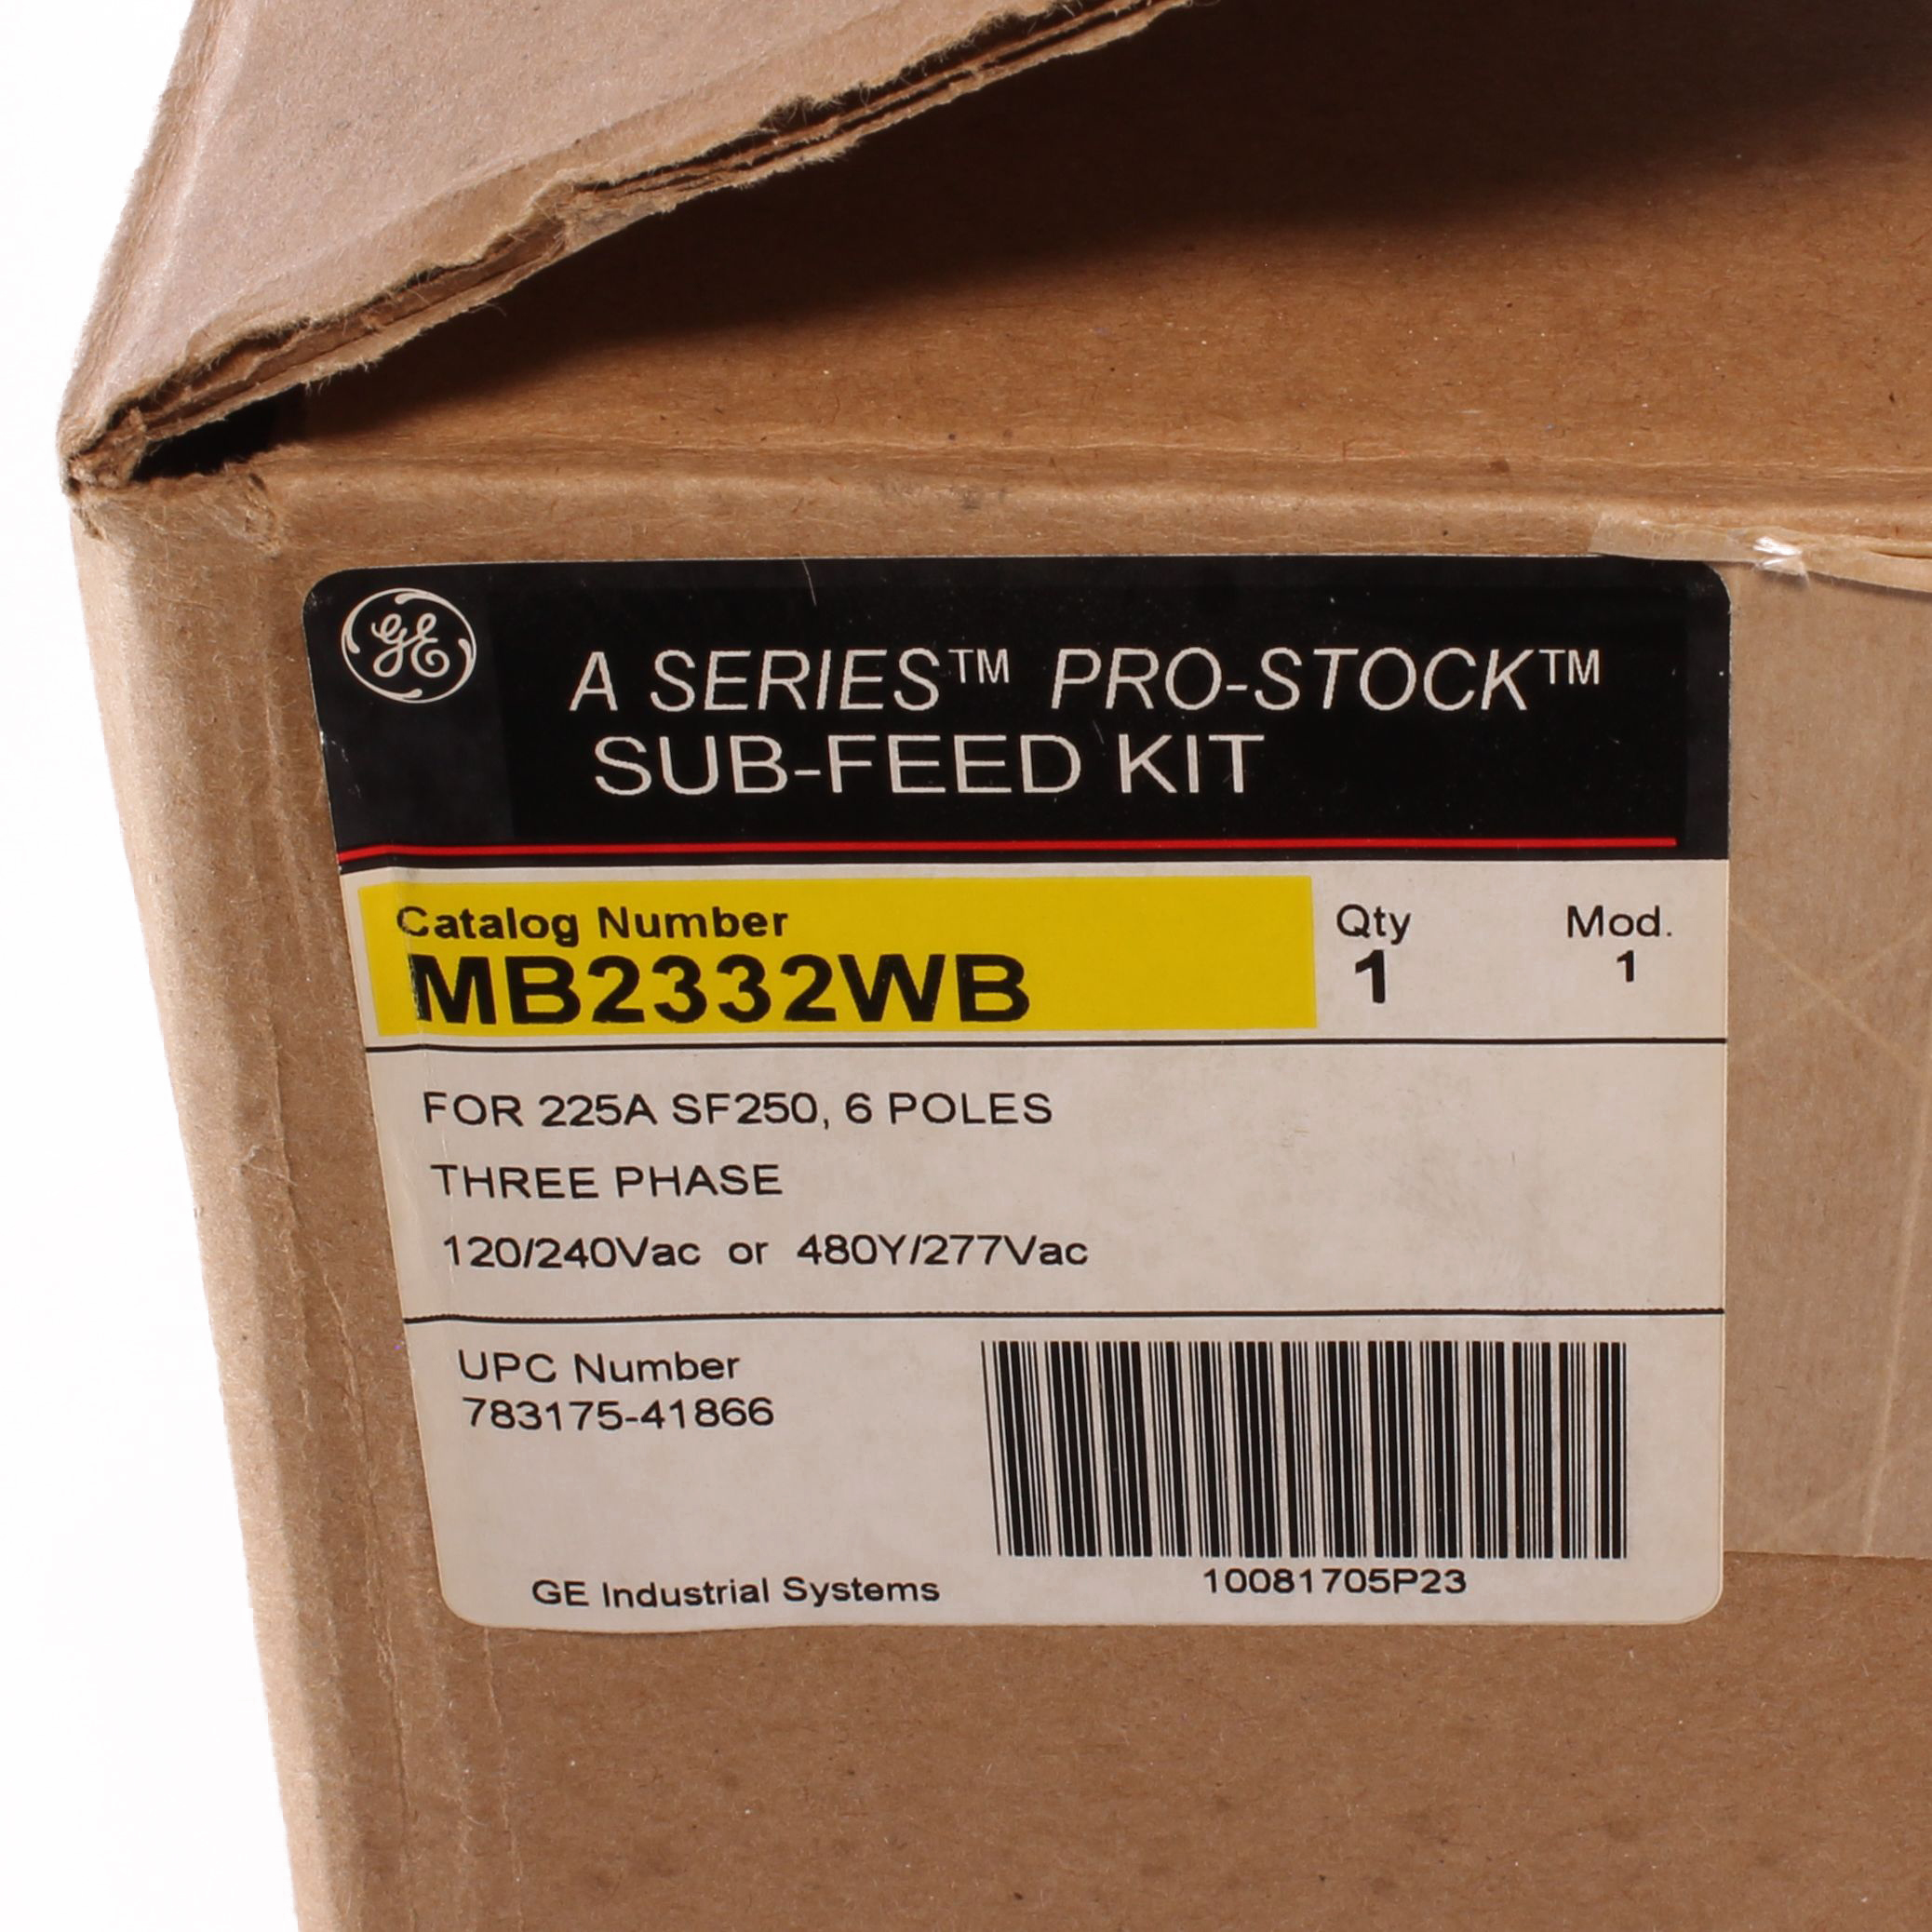 GE
A SERIES™ PRO-STOCK™
SUB-FEED KIT
Catalog Number
MB2332WB
Qty
1
Mod.
1
FOR 225A SF250, 6 POLES
THREE PHASE
120/240Vac or 480Y/277Vac
UPC Number
783175-41866
GE Industrial Systems
10081705P23